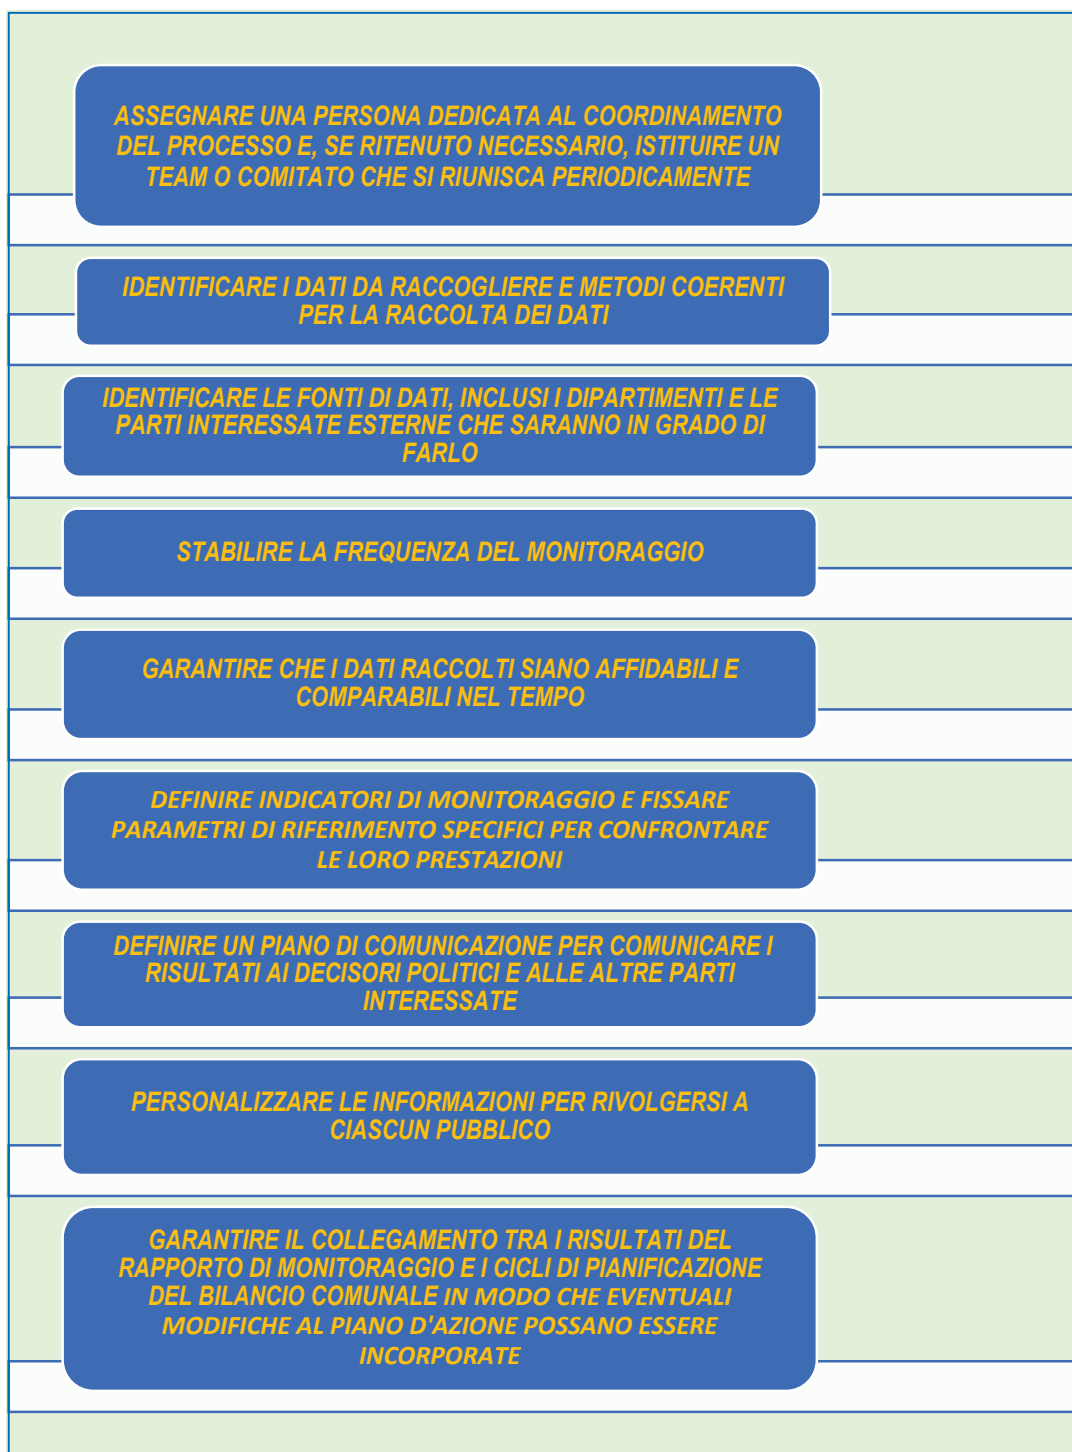 ASSEGNARE UNA PERSONA DEDICATA AL COORDINAMENTO
DEL PROCESSO E, SE RITENUTO NECESSARIO, ISTITUIRE UN
TEAM O COMITATO CHE SI RIUNISCA PERIODICAMENTE
IDENTIFICARE I DATI DA RACCOGLIERE E METODI COERENTI
PER LA RACCOLTA DEI DATI
IDENTIFICARE LE FONTI DI DATI, INCLUSI I DIPARTIMENTI E LE
PARTI INTERESSATE ESTERNE CHE SARANNO IN GRADO DI
FARLO
STABILIRE LA FREQUENZA DEL MONITORAGGIO
GARANTIRE CHE I DATI RACCOLTI SIANO AFFIDABILI E
COMPARABILI NEL TEMPO
DEFINIRE INDICATORI DI MONITORAGGIO E FISSARE
PARAMETRI DI RIFERIMENTO SPECIFICI PER CONFRONTARE
LE LORO PRESTAZIONI
DEFINIRE UN PIANO DI COMUNICAZIONE PER COMUNICARE I
RISULTATI AI DECISORI POLITICI E ALLE ALTRE PARTI
INTERESSATE
PERSONALIZZARE LE INFORMAZIONI PER RIVOLGERSI A
CIASCUN PUBBLICO
GARANTIRE IL COLLEGAMENTO TRA I RISULTATI DEL
RAPPORTO DI MONITORAGGIO E I CICLI DI PIANIFICAZIONE
DEL BILANCIO COMUNALE IN MODO CHE EVENTUALI
MODIFICHE AL PIANO D'AZIONE POSSANO ESSERE
INCORPORATE